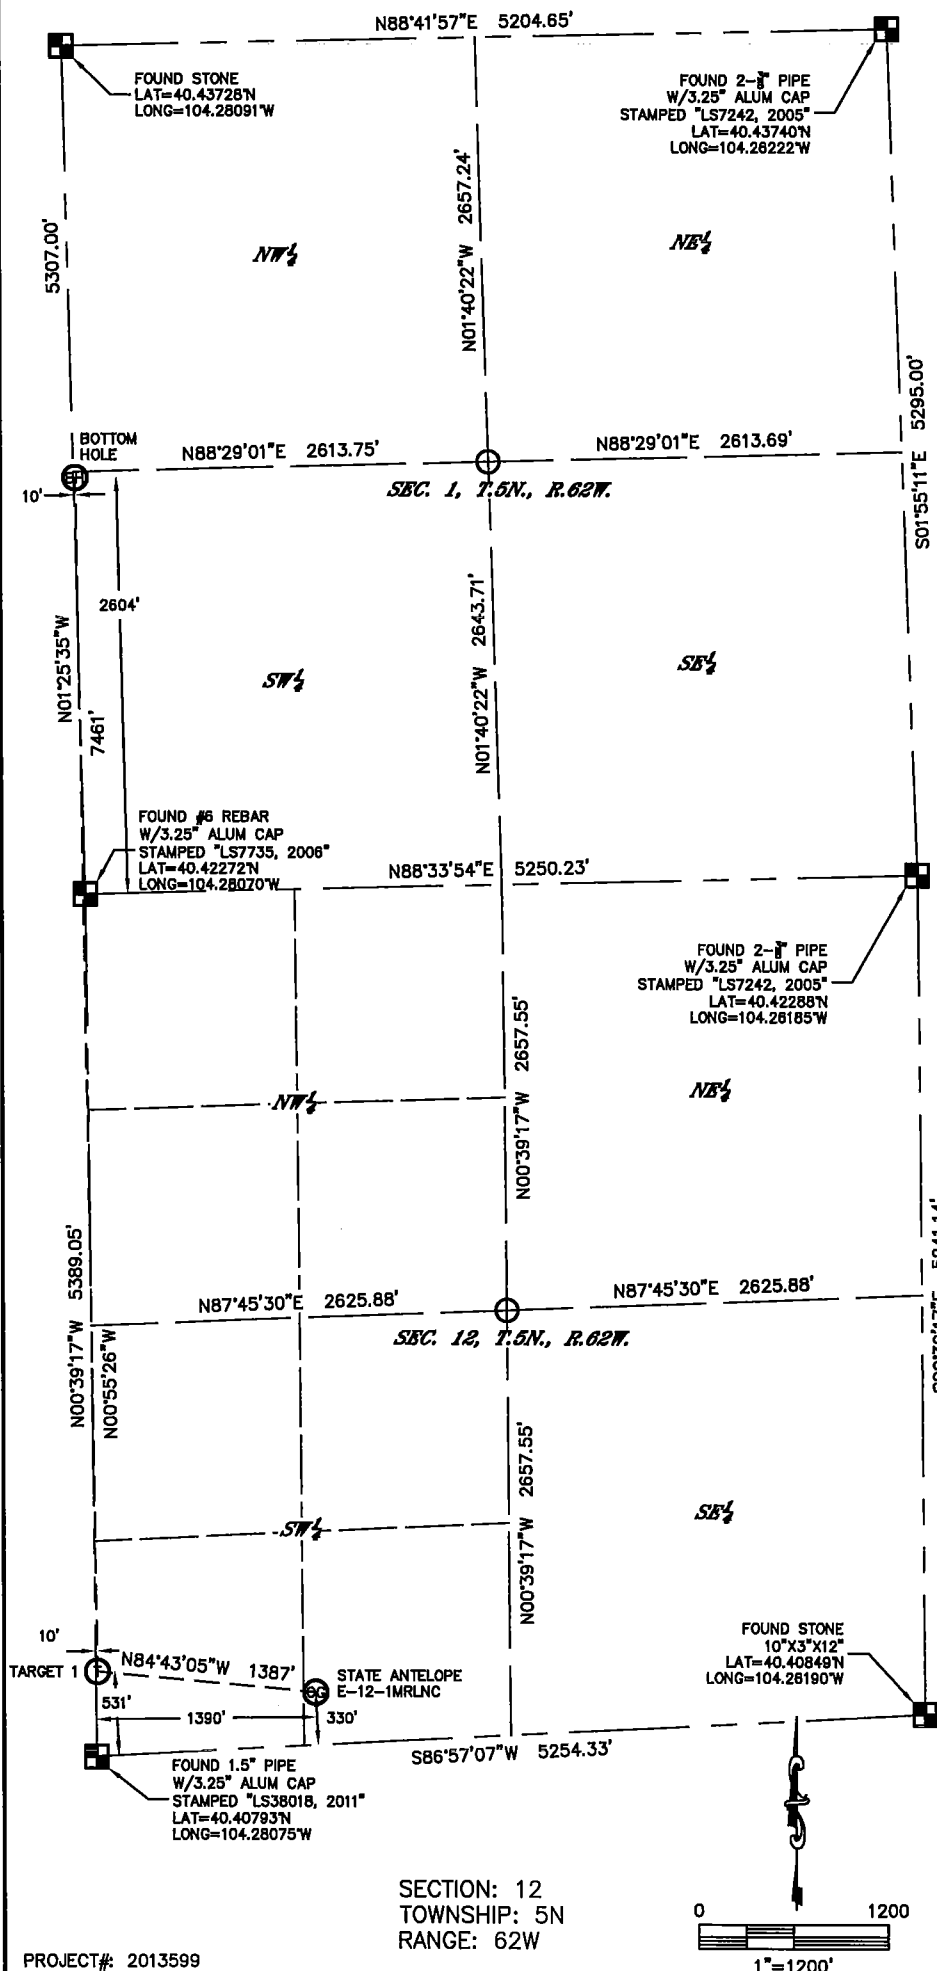 N88°41'57"E 5204.65'
FOUND STONE
LAT=40.43728°N
LONG=104.28091°W
FOUND 2-" PIPE
W/3.25" ALUM CAP
STAMPED "LS7242, 2005"
LAT=40.43740°N
LONG=104.26222°W
5307.00'
N01°40'22"W 2657.24'
NW¼
NE¼
S01°55'11"E 5295.00'
BOTTOM
HOLE
BH
10'
N88°29'01"E 2613.75'
N88°29'01"E 2613.69'
SEC. 1, T.5N., R.62W.
2604'
N01°25'35"W
7461'
N01°40'22"W 2643.71'
SW¼
SE¼
FOUND #6 REBAR
W/3.25" ALUM CAP
STAMPED "LS7735, 2006"
LAT=40.42272°N
LONG=104.28070°W
N88°33'54"E 5250.23'
FOUND 2-" PIPE
W/3.25" ALUM CAP
STAMPED "LS7242, 2005"
LAT=40.42288°N
LONG=104.26185°W
N00°39'17"W 2657.55'
NW¼
NE¼
N00°39'17"W 5389.05'
N00°55'26"W
N87°45'30"E 2625.88'
N87°45'30"E 2625.88'
SEC. 12, T.5N., R.62W.
N00°39'17"W 2657.55'
SW¼
SE¼
10'
TARGET 1
N84°43'05"W 1387'
STATE ANTELOPE
E-12-1MRLNC
OG
531'
1390'
330'
FOUND STONE
10"X3"X12"
LAT=40.40849°N
LONG=104.26190°W
S86°57'07"W 5254.33'
FOUND 1.5" PIPE
W/3.25" ALUM CAP
STAMPED "LS38018, 2011"
LAT=40.40793°N
LONG=104.28075°W
SECTION: 12
TOWNSHIP: 5N
RANGE: 62W
0 1200
1"=1200'
PROJECT#: 2013599